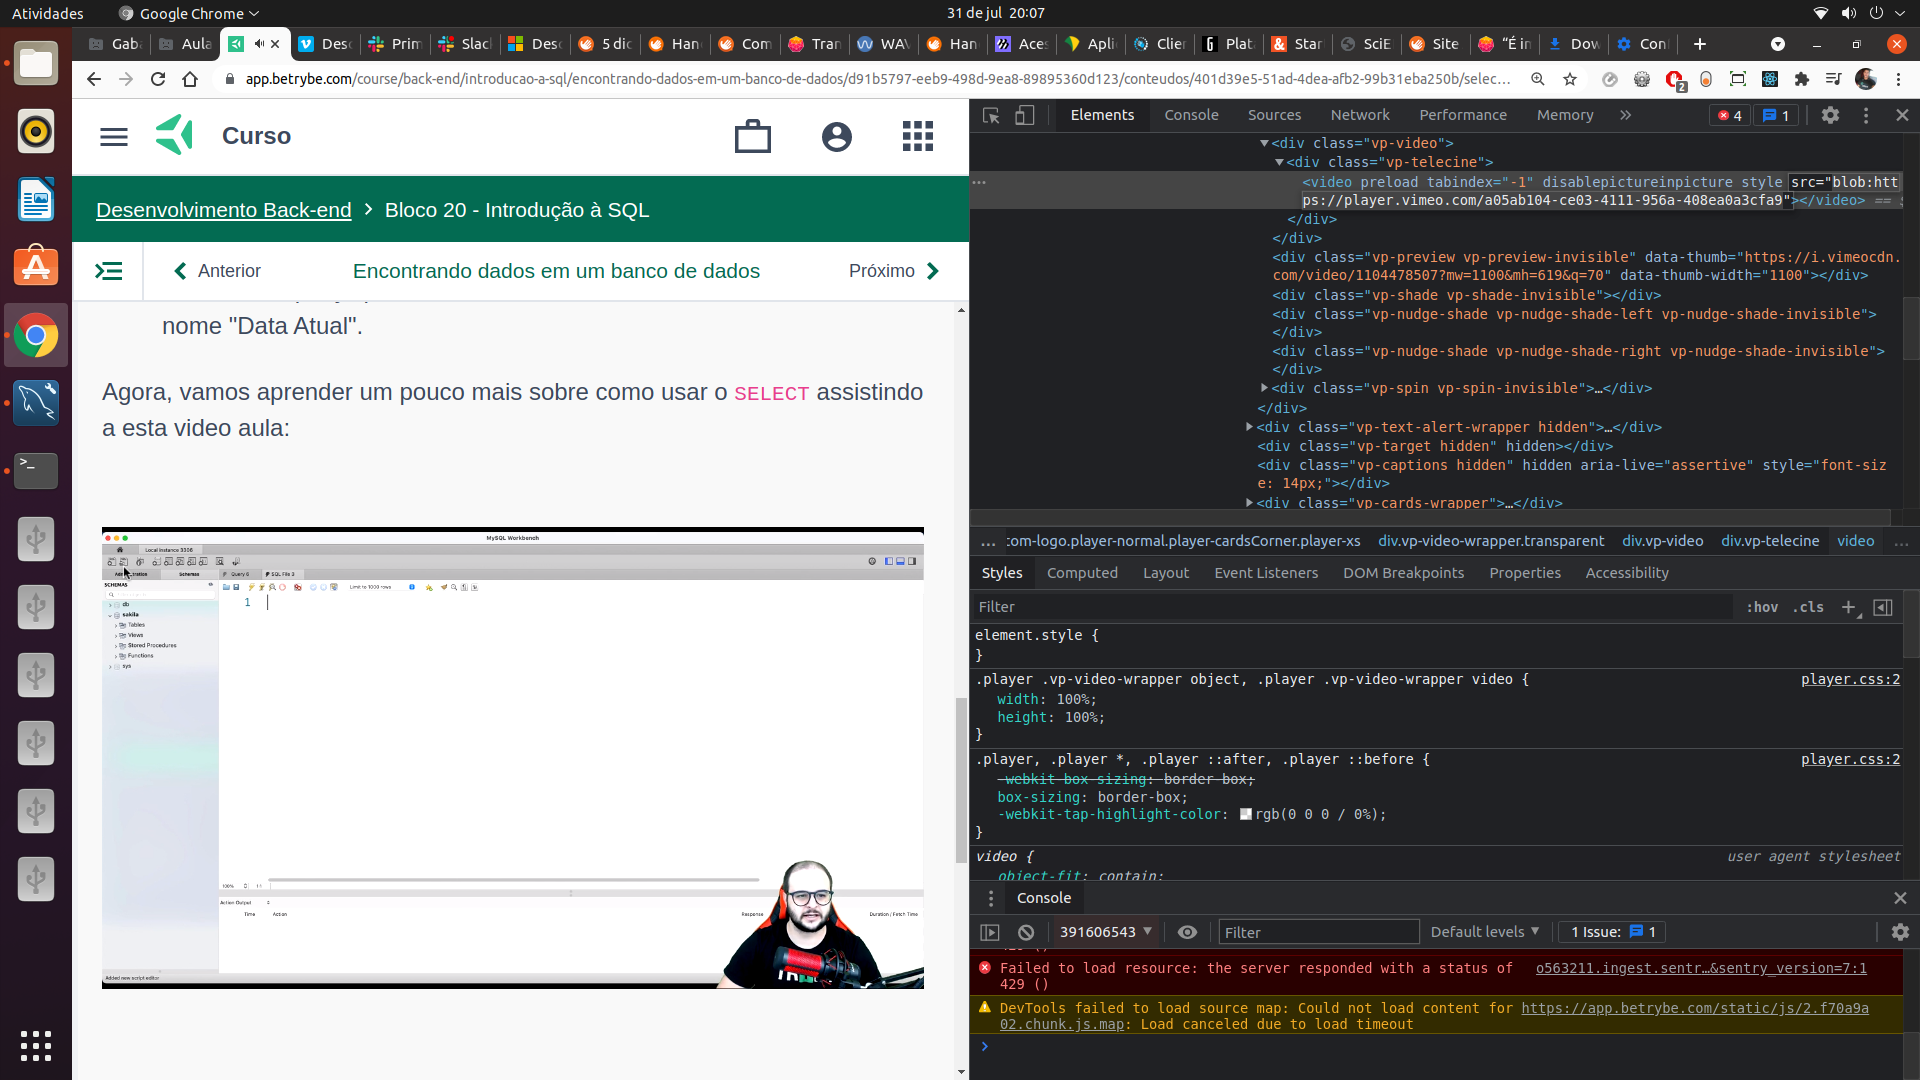 Atividades
Google Chrome
31 de jul  20:07
Gab
Aula
Desc
Prim
Slac
Desc
5 dic
Han
Com
Tran
WAV
Han
Aces
Apli
Clien
Plat
Star
SciE
Site
"É in
Dow
Con
app.betrybe.com/course/back-end/introducao-a-sql/encontrando-dados-em-um-banco-de-dados/d91b5797-eeb9-498d-9ea8-89895360d123/conteudos/401d39e5-51ad-4dea-afb2-99b31eba250b/selec...
2
Curso
Desenvolvimento Back-end > Bloco 20 - Introdução à SQL
Anterior
Encontrando dados em um banco de dados
Próximo
nome "Data Atual".
Agora, vamos aprender um pouco mais sobre como usar o SELECT assistindo
a esta video aula:
MySQL Workbench
Local instance 3306
Administration
Schemas
Query 6
SQL File 3
SCHEMAS
Limit to 1000 rows
1
db
sakila
Tables
Views
Stored Procedures
Functions
sys
100%
1:1
Action Output
Time
Action
Response
Duration / Fetch Time
Added new script editor
Elements
Console
Sources
Network
Performance
Memory
4
1
<div class="vp-video">
<div class="vp-telecine">
<video preload tabindex="-1" disablepictureinpicture style src="blob:htt
ps://player.vimeo.com/a05ab104-ce03-4111-956a-408ea0a3cfa9"></video> ==
</div>
</div>
<div class="vp-preview vp-preview-invisible" data-thumb="https://i.vimeocdn.
com/video/1104478507?mw=1100&mh=619&q=70" data-thumb-width="1100"></div>
<div class="vp-shade vp-shade-invisible"></div>
<div class="vp-nudge-shade vp-nudge-shade-left vp-nudge-shade-invisible">
</div>
<div class="vp-nudge-shade vp-nudge-shade-right vp-nudge-shade-invisible">
</div>
<div class="vp-spin vp-spin-invisible">…</div>
</div>
<div class="vp-text-alert-wrapper hidden">…</div>
<div class="vp-target hidden" hidden></div>
<div class="vp-captions hidden" hidden aria-live="assertive" style="font-siz
e: 14px;"></div>
<div class="vp-cards-wrapper">…</div>
... com-logo.player-normal.player-cardsCorner.player-xs
div.vp-video-wrapper.transparent
div.vp-video
div.vp-telecine
video
...
Styles
Computed
Layout
Event Listeners
DOM Breakpoints
Properties
Accessibility
Filter
:hov
.cls
element.style {
}
.player .vp-video-wrapper object, .player .vp-video-wrapper video {
player.css:2
width: 100%;
height: 100%;
}
.player, .player *, .player ::after, .player ::before {
player.css:2
-webkit-box-sizing: border-box;
box-sizing: border-box;
-webkit-tap-highlight-color: rgb(0 0 0 / 0%);
}
video {
user agent stylesheet
object-fit: contain;
Console
391606543
Filter
Default levels
1 Issue:
1
Failed to load resource: the server responded with a status of
429 ()
o563211.ingest.sentr…&sentry_version=7:1
DevTools failed to load source map: Could not load content for https://app.betrybe.com/static/js/2.f70a9a
02.chunk.js.map: Load canceled due to load timeout